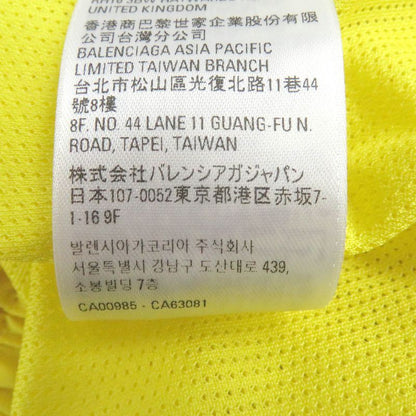 UNITED KINGDOM
香港商巴黎世家企業股份有限
公司台灣分公司
BALENCIAGA ASIA PACIFIC
LIMITED TAIWAN BRANCH
台北市松山區光復北路11巷44
號8樓
8F. NO. 44 LANE 11 GUANG-FU N.
ROAD, TAPEI, TAIWAN
株式会社バレンシアガジャパン
日本107-0052東京都港区赤坂7-
1-16 9F
발렌시아가코리아 주식회사
서울특별시 강남구 도산대로 439,
소봉빌딩 7층
CA00985 - CA63081